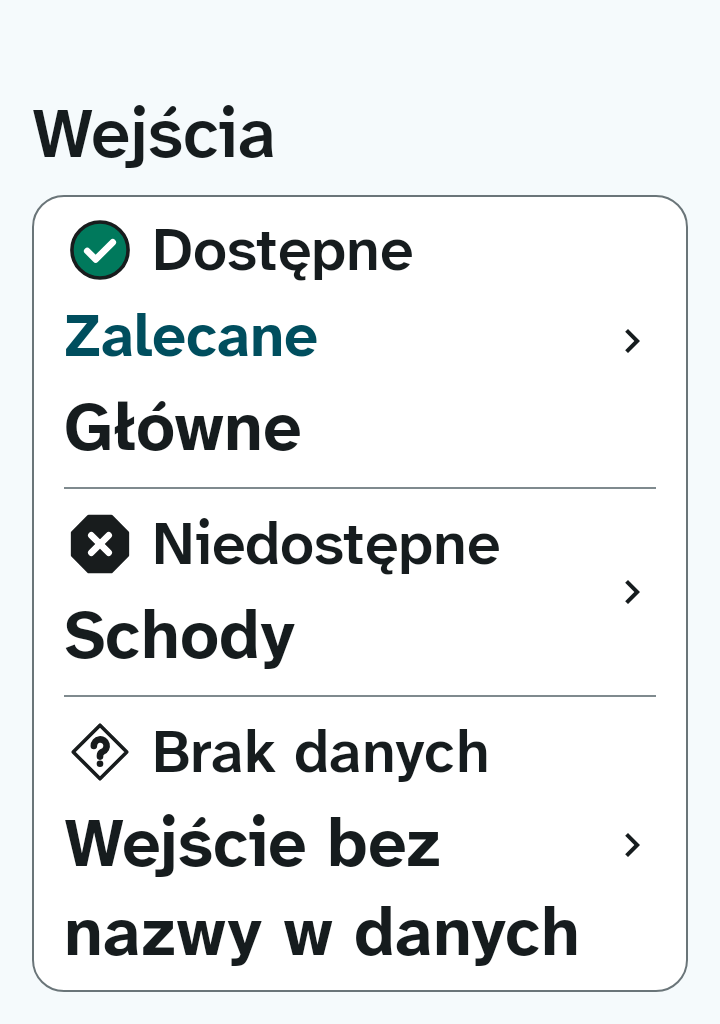 Wejścia
Dostępne
Zalecane
Główne
Niedostępne
Schody
Brak danych
Wejście bez
nazwy w danych